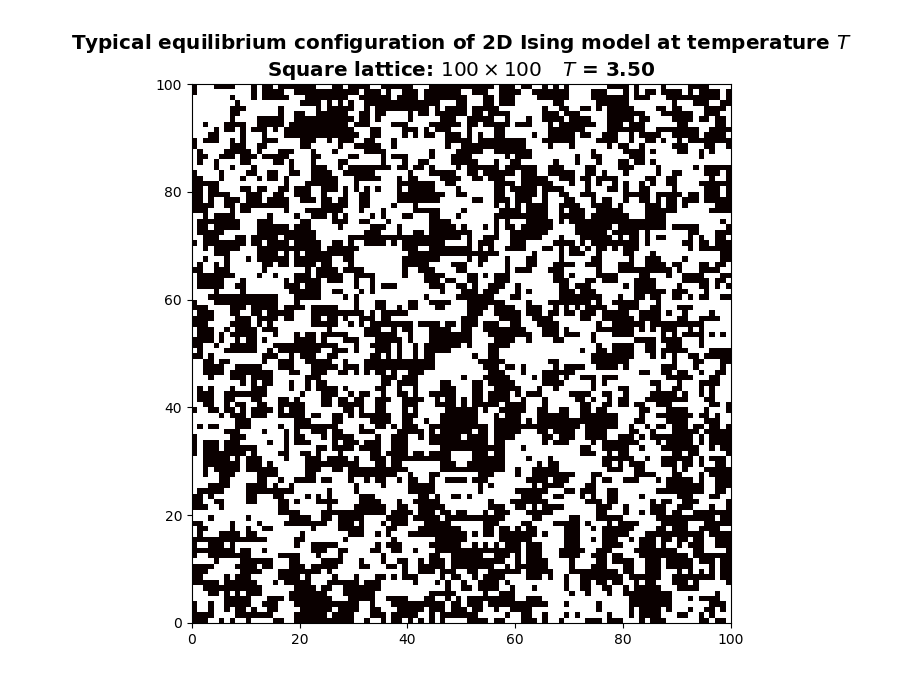 Typical equilibrium configuration of 2D Ising model at temperature T
Square lattice: 100 × 100 T = 3.50
100
80
60
40
20
0
0 20 40 60 80 100